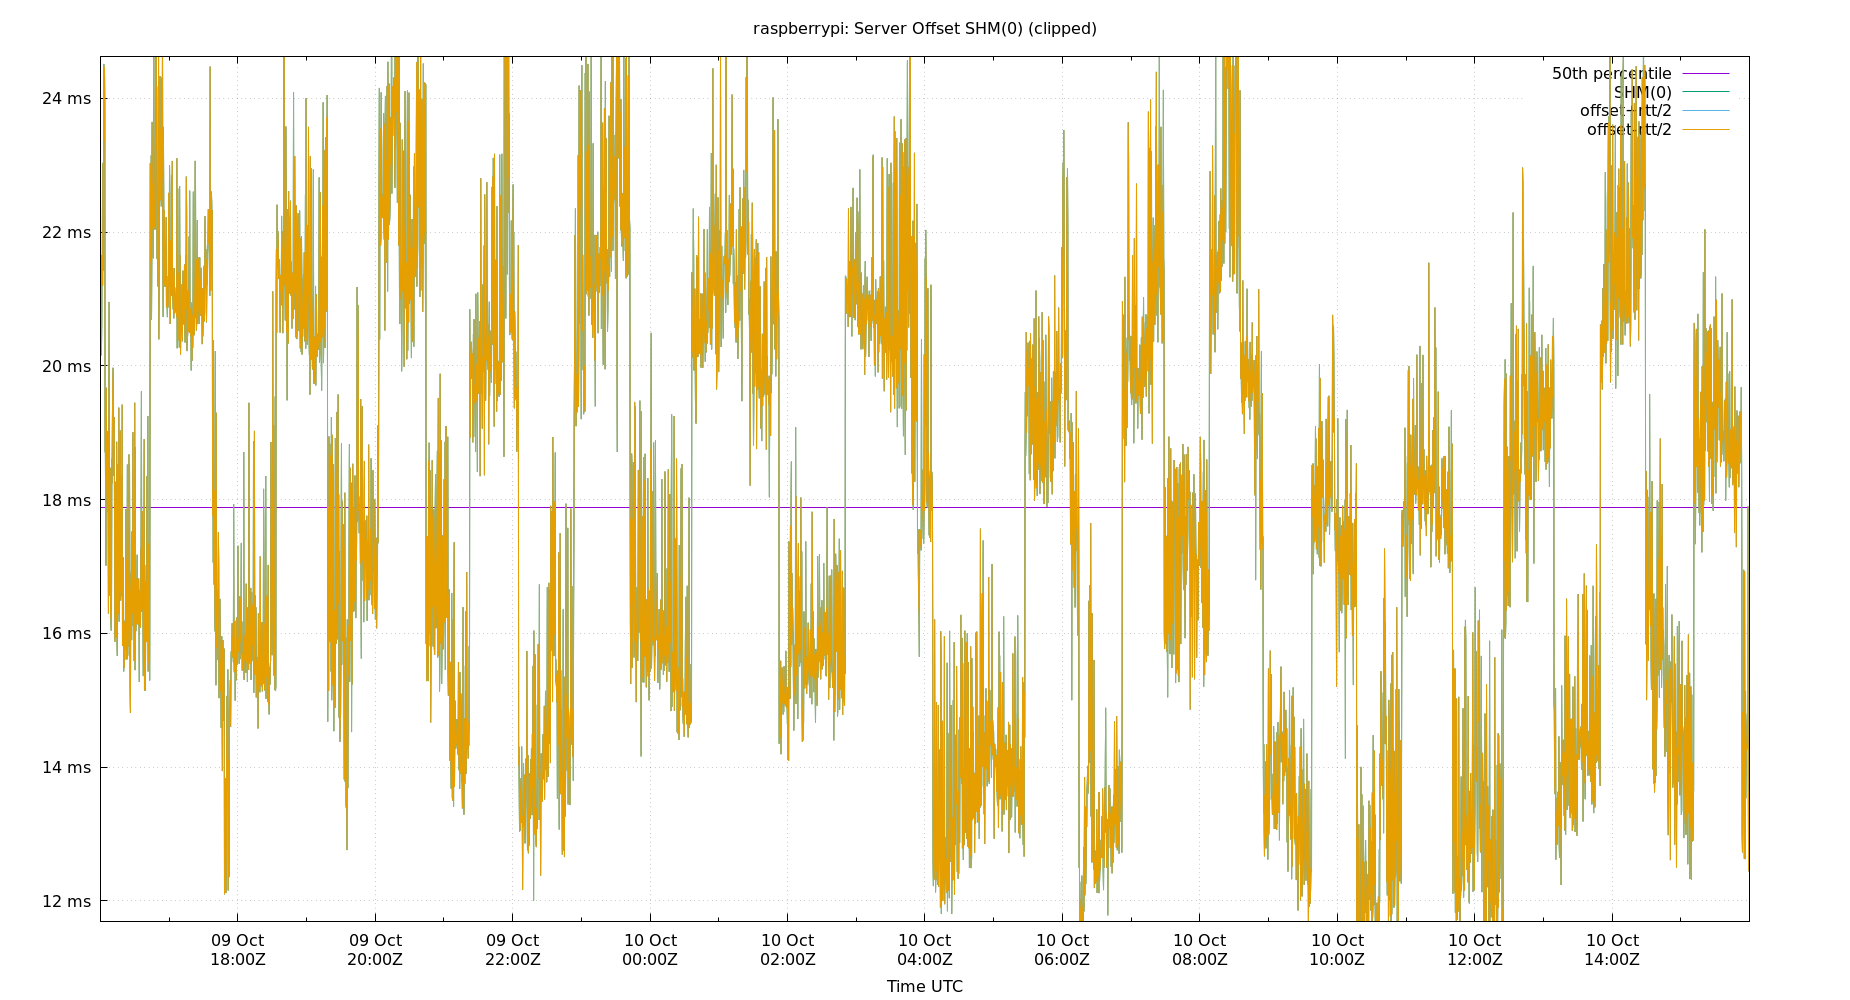 raspberrypi: Server Offset SHM(0) (clipped)
50th percentile
SHM(0)
offset+rtt/2
offset-rtt/2
24 ms
22 ms
20 ms
18 ms
16 ms
14 ms
12 ms
09 Oct 09 Oct 09 Oct 10 Oct 10 Oct 10 Oct 10 Oct 10 Oct 10 Oct 10 Oct 10 Oct
18:00Z 20:00Z 22:00Z 00:00Z 02:00Z 04:00Z 06:00Z 08:00Z 10:00Z 12:00Z 14:00Z
Time UTC